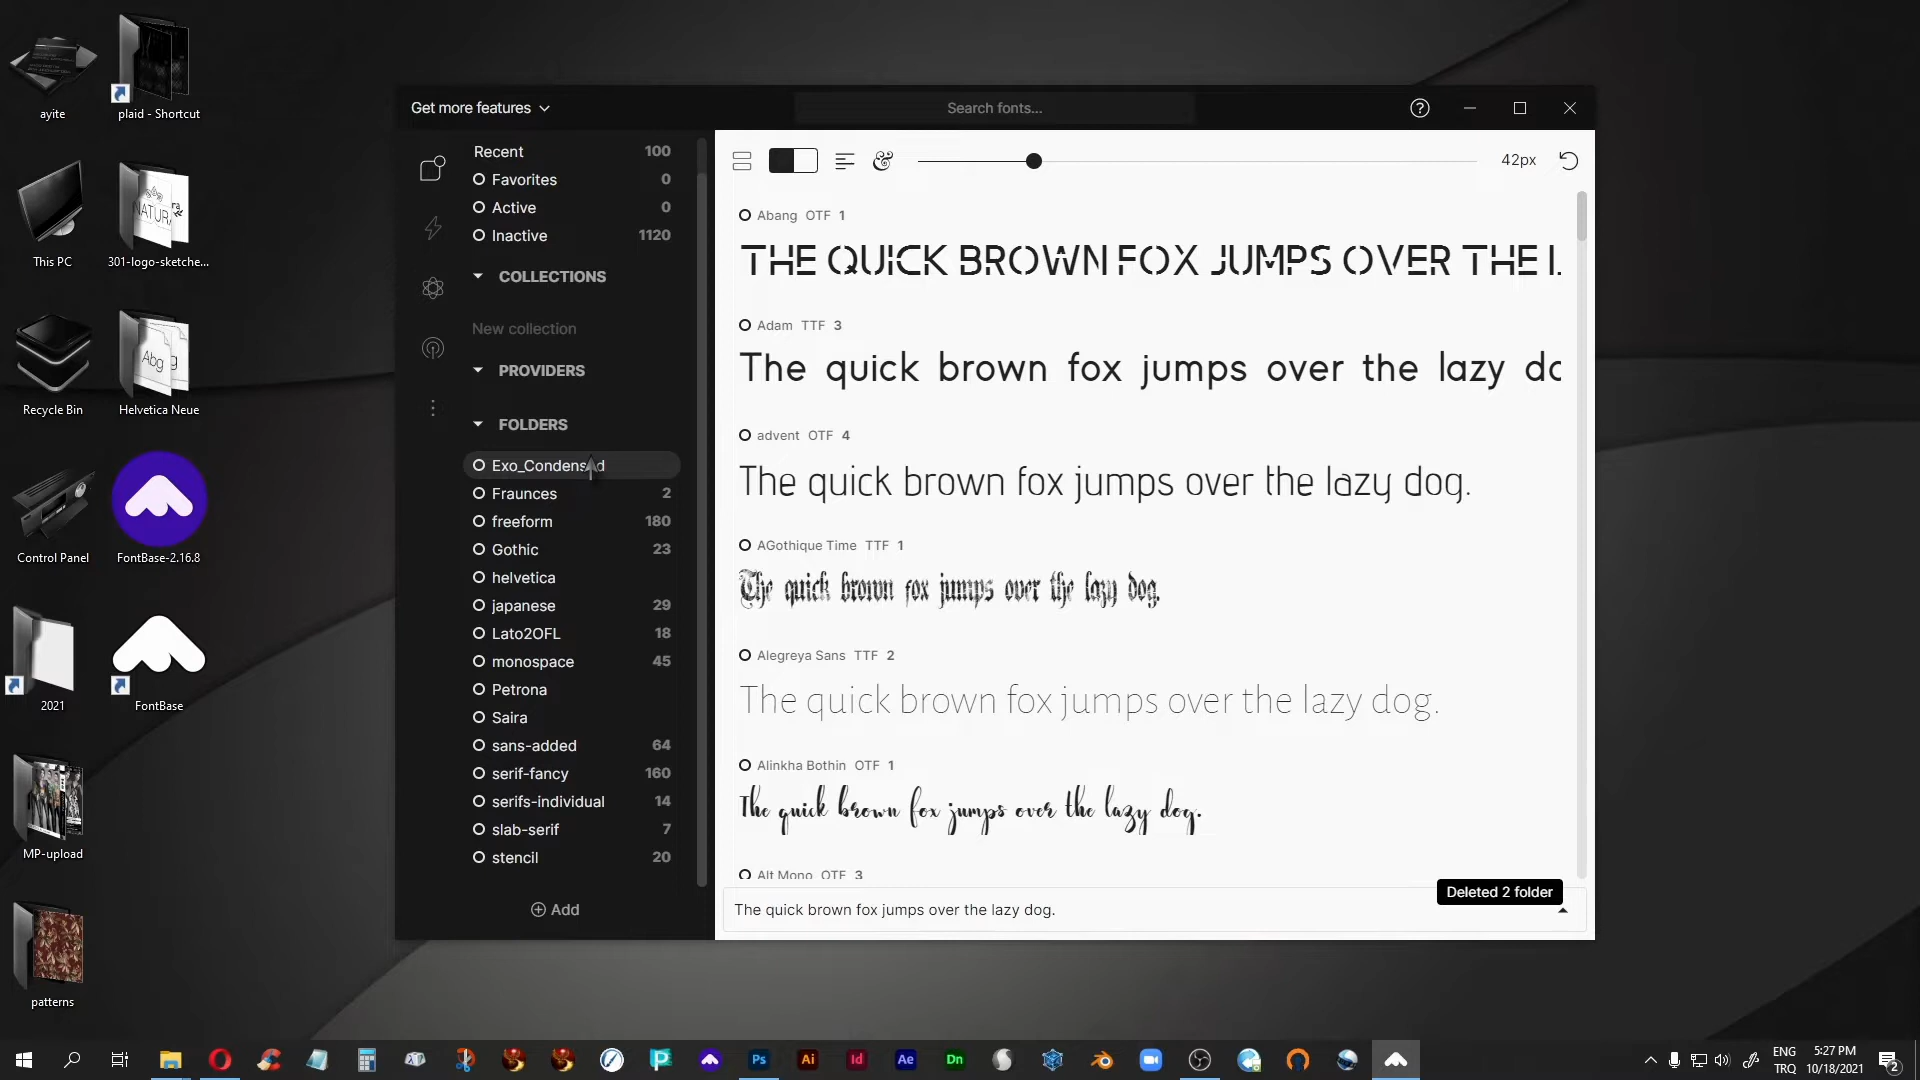 ayite
plaid - Shortcut
This PC
301-logo-sketche...
Recycle Bin
Helvetica Neue
Control Panel
FontBase-2.16.8
2021
FontBase
MP-upload
patterns
Get more features
Search fonts...
Recent 100
Favorites 0
Active 0
Inactive 1120
COLLECTIONS
New collection
PROVIDERS
FOLDERS
Exo_Condensed
Fraunces 2
freeform 180
Gothic 23
helvetica
japanese 29
Lato2OFL 18
monospace 45
Petrona
Saira
sans-added 64
serif-fancy 160
serifs-individual 14
slab-serif 7
stencil 20
Add
42px
Abang OTF 1
THE QUICK BROWN FOX JUMPS OVER THE
Adam TTF 3
The quick brown fox jumps over the lazy do
advent OTF 4
The quick brown fox jumps over the lazy dog.
AGothique Time TTF 1
The quick brown fox jumps over the lazy dog.
Alegreya Sans TTF 2
The quick brown fox jumps over the lazy dog.
Alinkha Bothin OTF 1
The quick brown fox jumps over the lazy dog.
Alt Mono OTF 3
Deleted 2 folder
The quick brown fox jumps over the lazy dog.
Ps
Ai
Id
Ae
Dn
ENG
TRQ
5:27 PM
10/18/2021
2